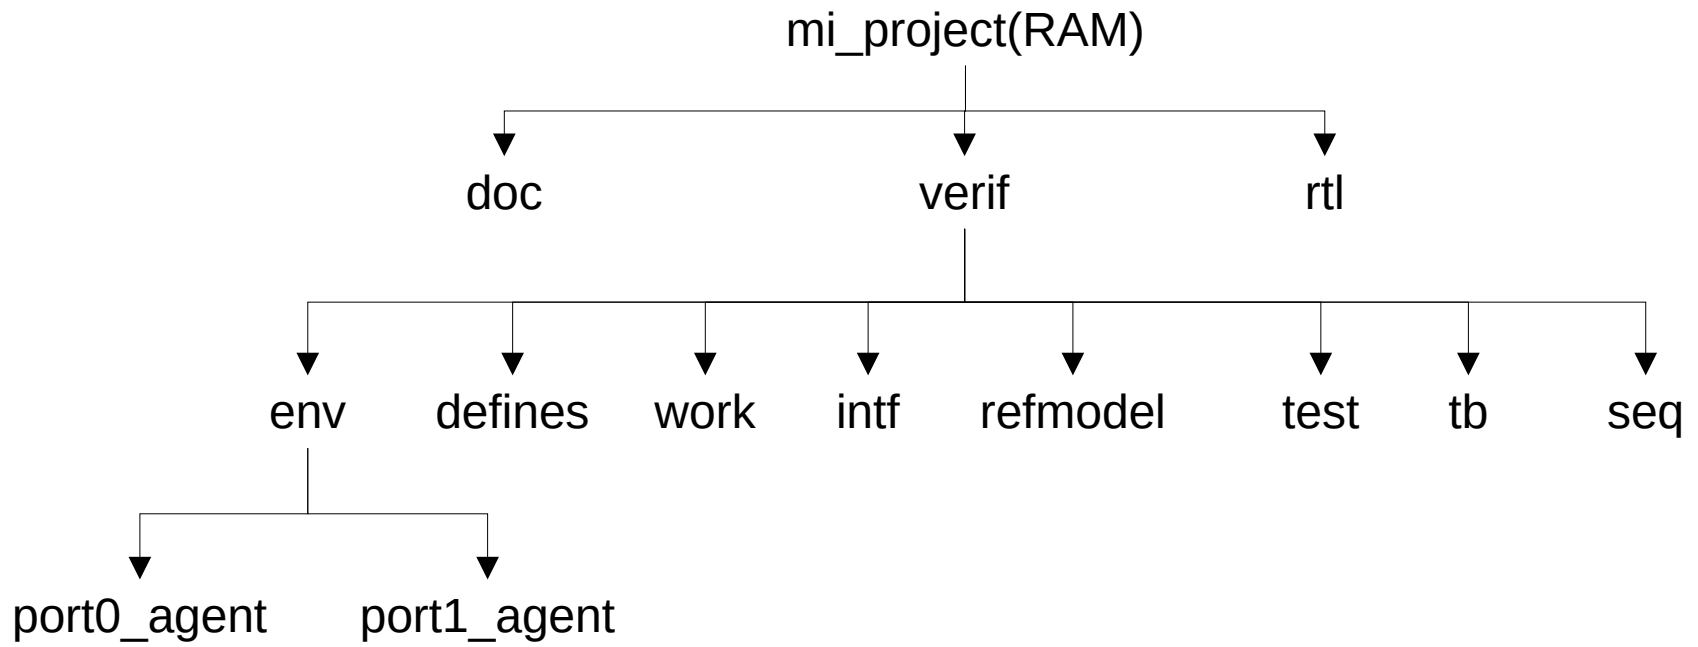 mi_project(RAM)
doc verif rtl
env defines work intf refmodel test tb seq
port0_agent port1_agent